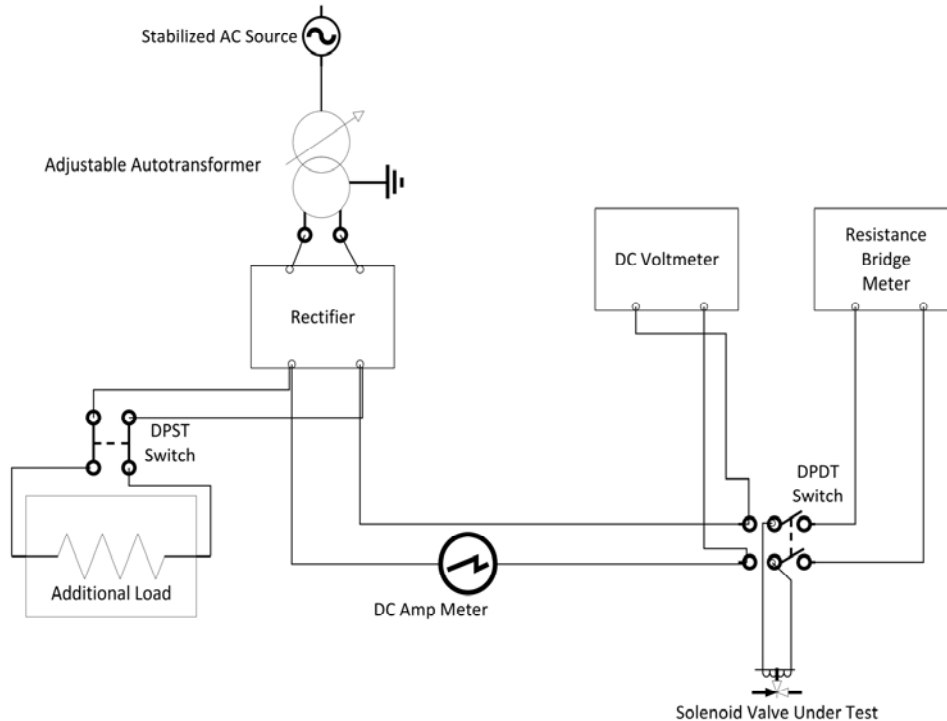 Stabilized AC Source
Adjustable Autotransformer
DC Voltmeter
Resistance
Bridge
Meter
Rectifier
DPST
Switch
DPDT
Switch
Additional Load
DC Amp Meter
Solenoid Valve Under Test